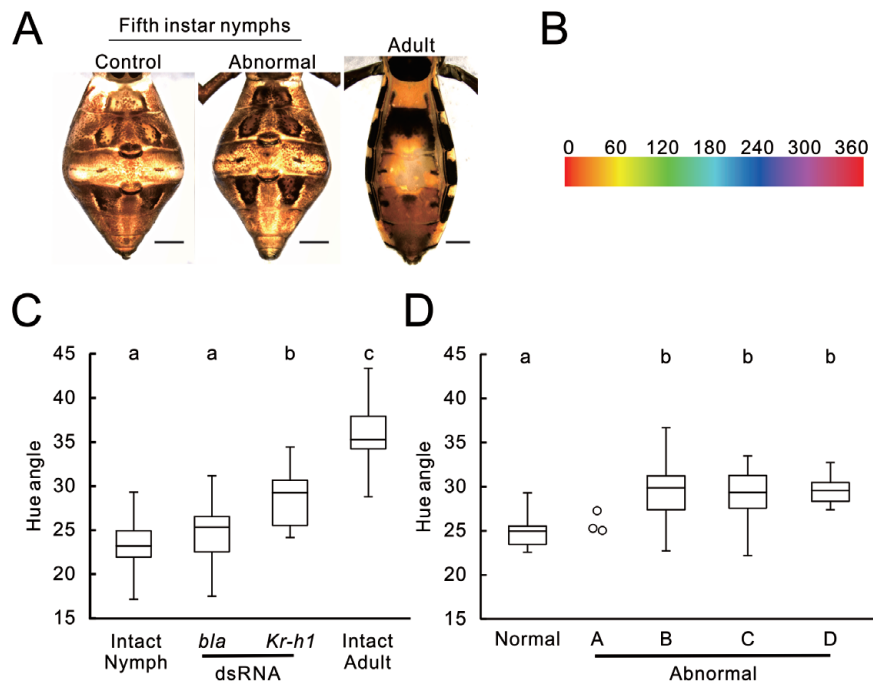 A
Fifth instar nymphs
Control
Abnormal
Adult
B
0 60 120 180 240 300 360
C
Hue angle
45
40
35
30
25
20
15
a a b c
Intact Nymph
bla
Kr-h1
dsRNA
Intact Adult
D
Hue angle
45
40
35
30
25
20
15
a b b b
Normal A B C D
Abnormal